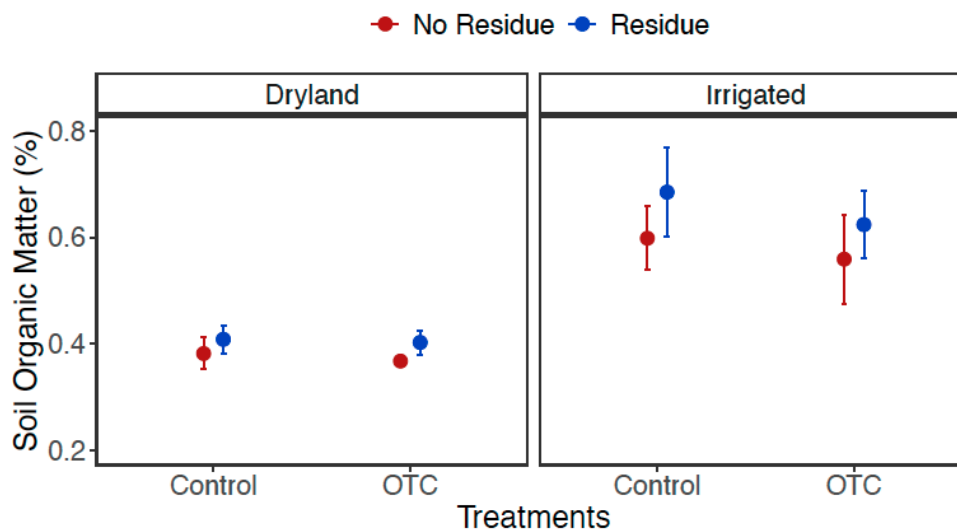 No Residue Residue
Dryland Irrigated
Soil Organic Matter (%)
0.8
0.6
0.4
0.2
Control OTC Control OTC
Treatments